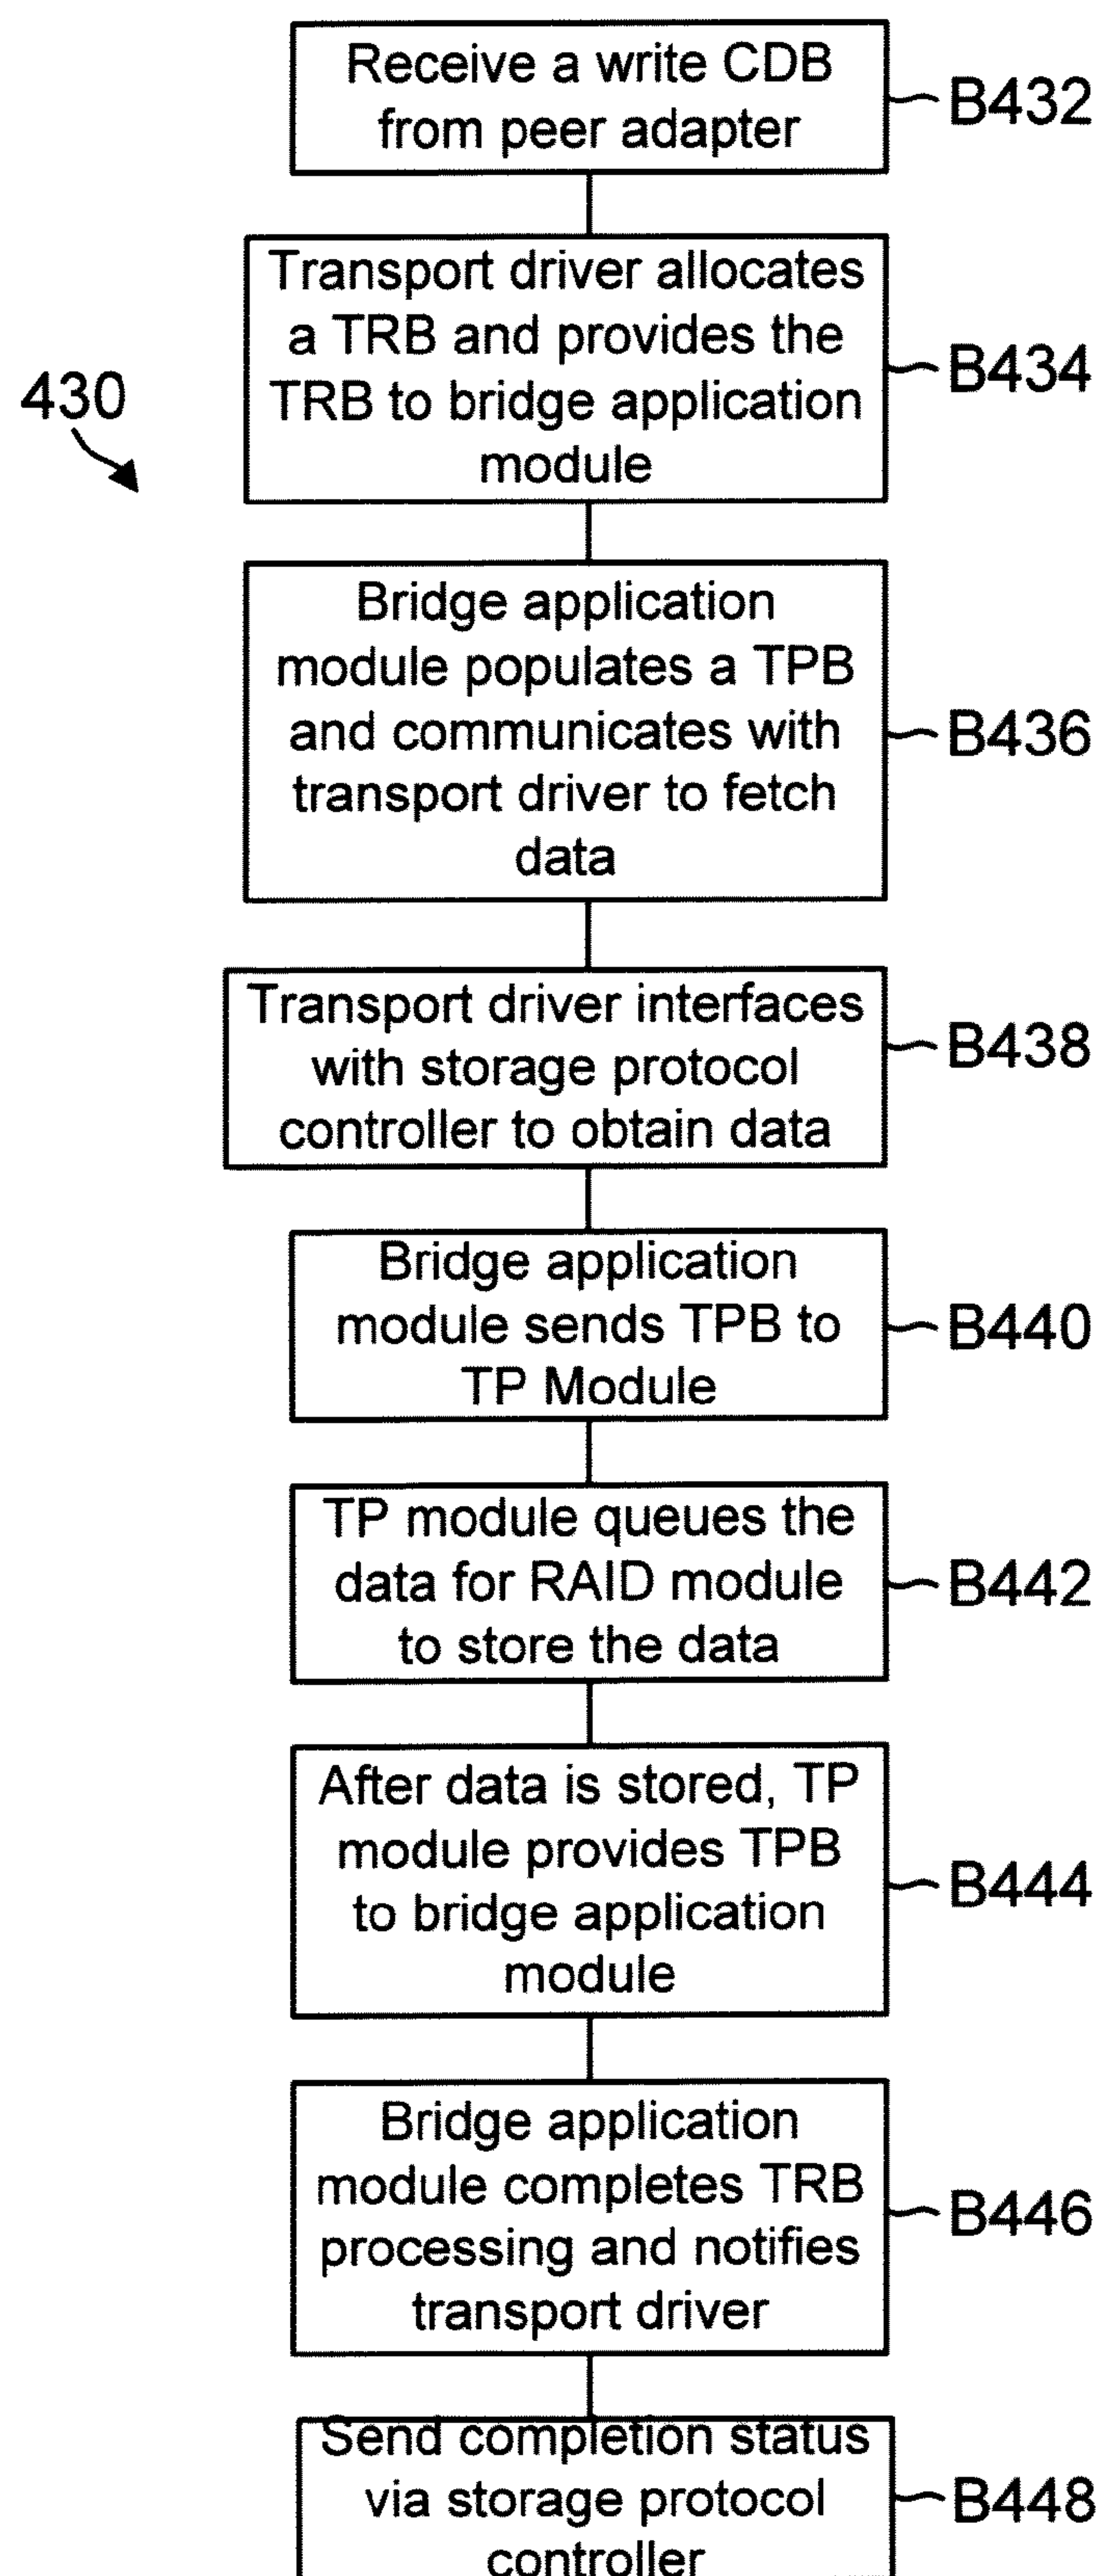 Receive a write CDB
from peer adapter
B432
Transport driver allocates
a TRB and provides the
TRB to bridge application
module
B434
430
Bridge application
module populates a TPB
and communicates with
transport driver to fetch
data
B436
Transport driver interfaces
with storage protocol
controller to obtain data
B438
Bridge application
module sends TPB to
TP Module
B440
TP module queues the
data for RAID module
to store the data
B442
After data is stored, TP
module provides TPB
to bridge application
module
B444
Bridge application
module completes TRB
processing and notifies
transport driver
B446
Send completion status
via storage protocol
controller
B448